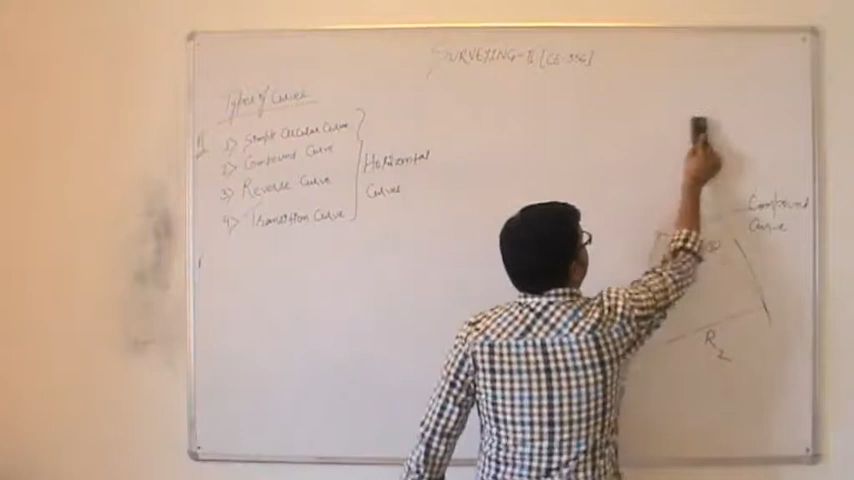 SURVEYING-II [CE-356]
Types of Curves
1) Simple Circular Curve
2) Compound Curve
3) Reverse Curve
4) Transition Curve
Horizontal
Curves
Compound
Curve
R2